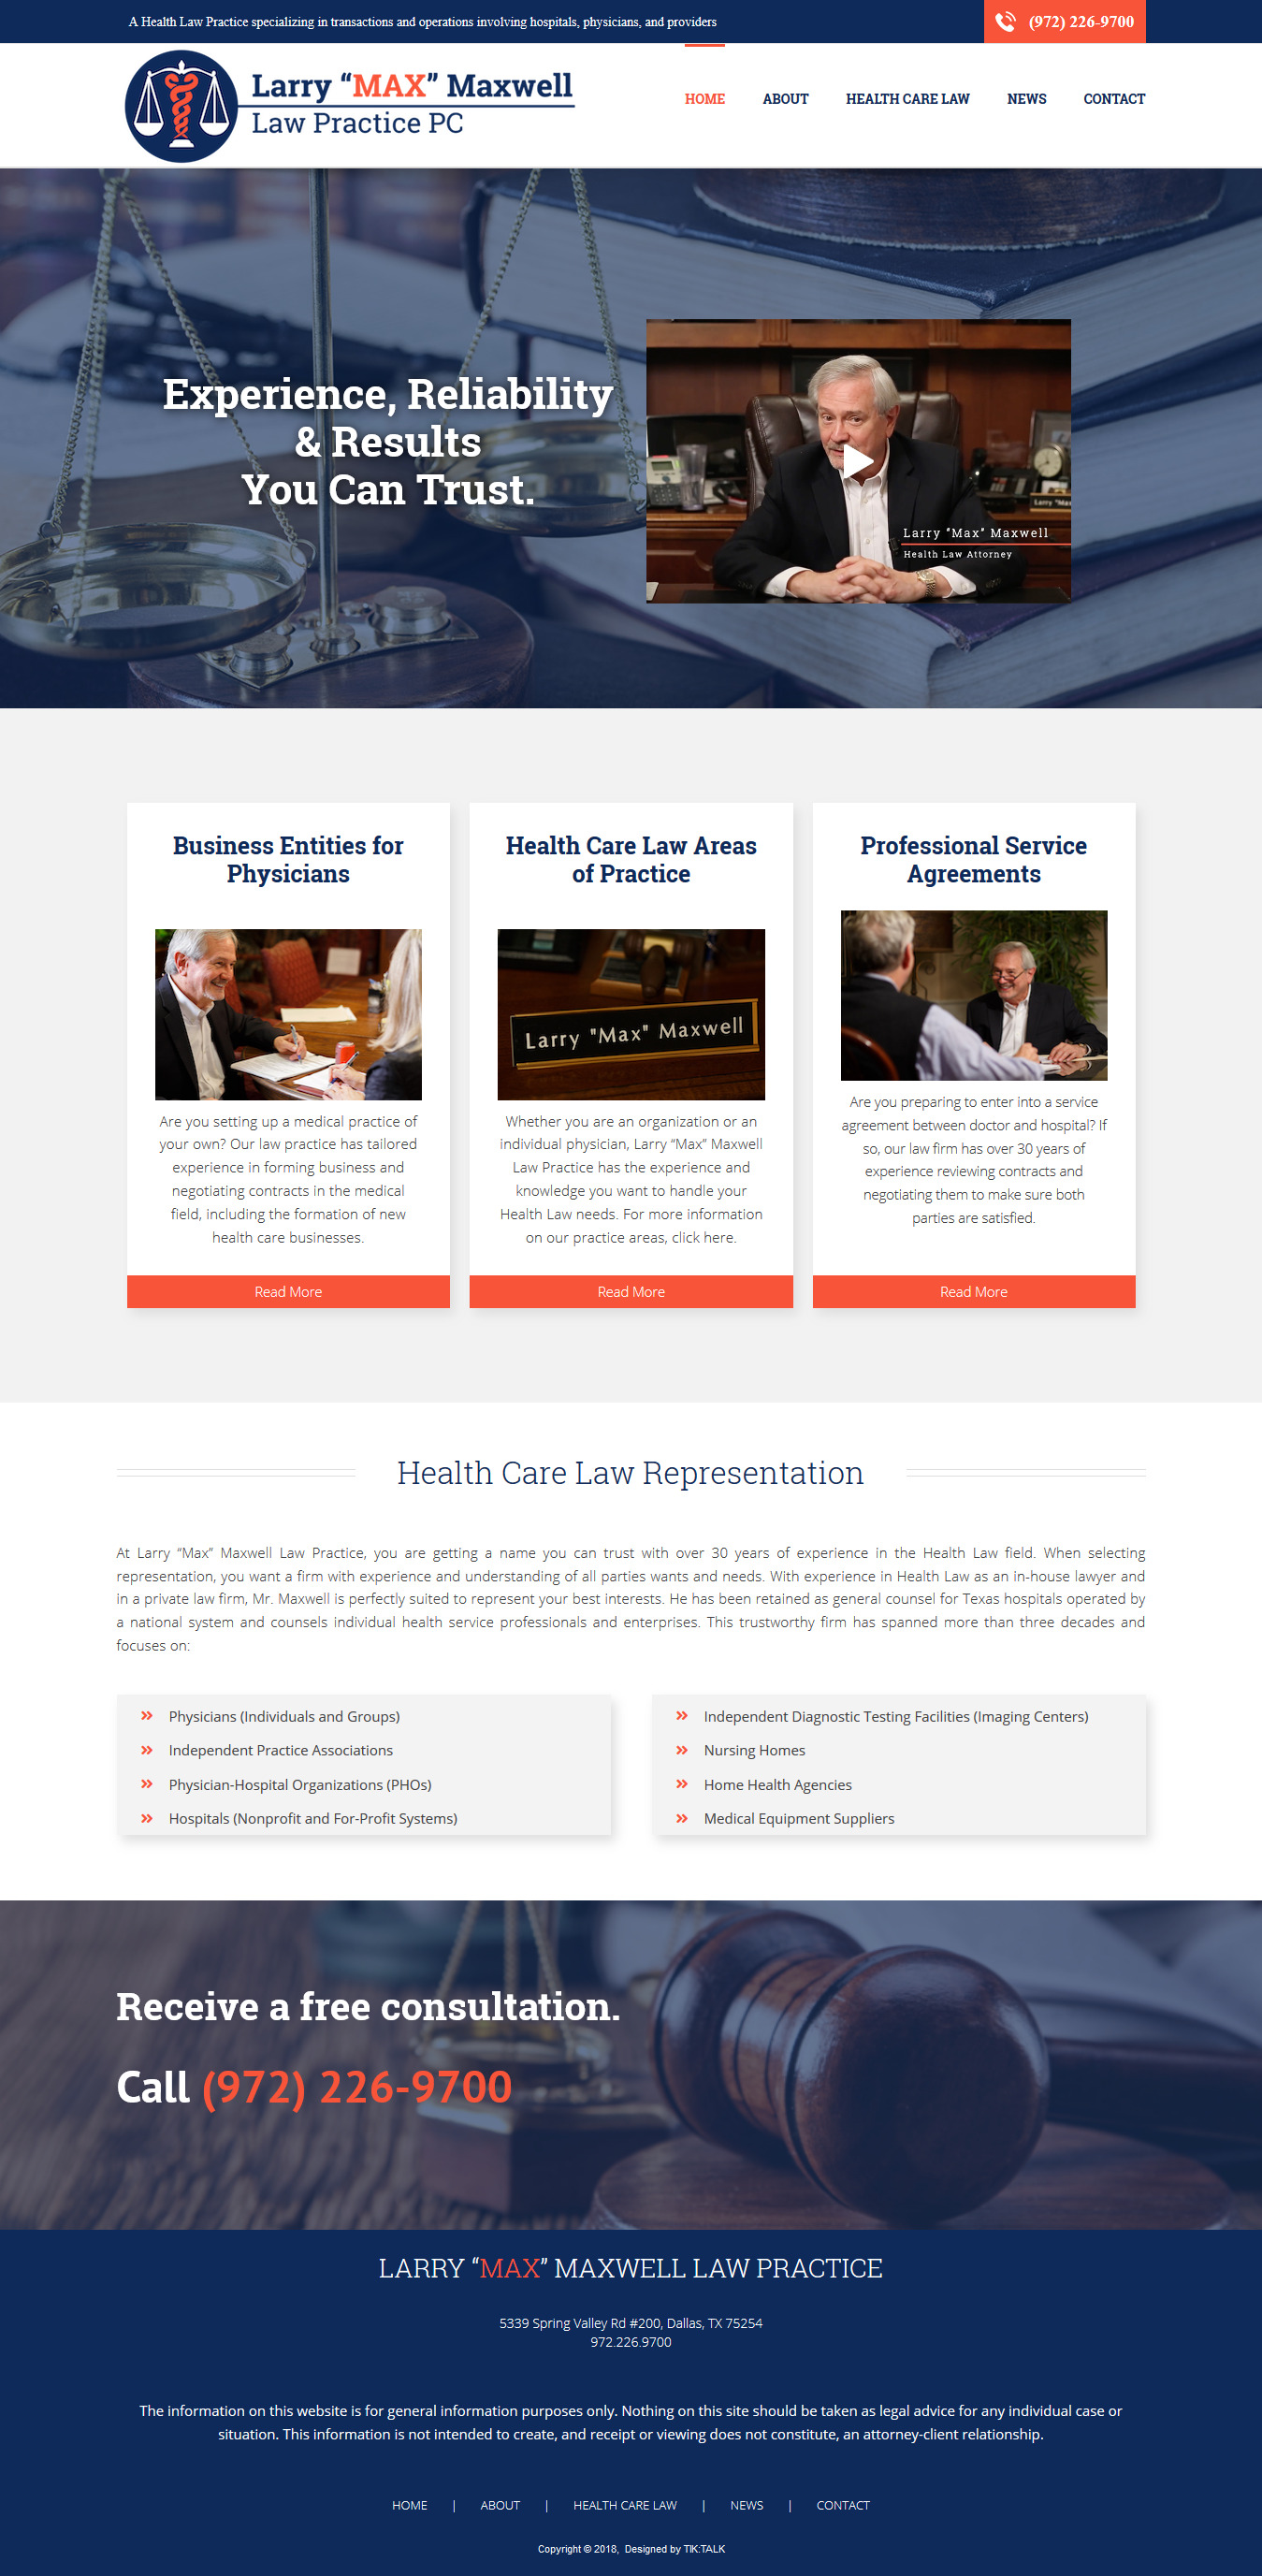 A Health Law Practice specializing in transactions and operations involving hospitals, physicians, and providers
(972) 226-9700
Larry “MAX” Maxwell
Law Practice PC
HOME
ABOUT
HEALTH CARE LAW
NEWS
CONTACT
Experience, Reliability
& Results
You Can Trust.
Larry "Max" Maxwell
Health Law Attorney
Business Entities for
Physicians
Are you setting up a medical practice of
your own? Our law practice has tailored
experience in forming business and
negotiating contracts in the medical
field, including the formation of new
health care businesses.
Read More
Health Care Law Areas
of Practice
Larry "Max" Maxwell
Whether you are an organization or an
individual physician, Larry “Max” Maxwell
Law Practice has the experience and
knowledge you want to handle your
Health Law needs. For more information
on our practice areas, click here.
Read More
Professional Service
Agreements
Are you preparing to enter into a service
agreement between doctor and hospital? If
so, our law firm has over 30 years of
experience reviewing contracts and
negotiating them to make sure both
parties are satisfied.
Read More
Health Care Law Representation
At Larry “Max” Maxwell Law Practice, you are getting a name you can trust with over 30 years of experience in the Health Law field. When selecting
representation, you want a firm with experience and understanding of all parties wants and needs. With experience in Health Law as an in-house lawyer and
in a private law firm, Mr. Maxwell is perfectly suited to represent your best interests. He has been retained as general counsel for Texas hospitals operated by
a national system and counsels individual health service professionals and enterprises. This trustworthy firm has spanned more than three decades and
focuses on:
Physicians (Individuals and Groups)
Independent Practice Associations
Physician-Hospital Organizations (PHOs)
Hospitals (Nonprofit and For-Profit Systems)
Independent Diagnostic Testing Facilities (Imaging Centers)
Nursing Homes
Home Health Agencies
Medical Equipment Suppliers
Receive a free consultation.
Call (972) 226-9700
LARRY “MAX” MAXWELL LAW PRACTICE
5339 Spring Valley Rd #200, Dallas, TX 75254
972.226.9700
The information on this website is for general information purposes only. Nothing on this site should be taken as legal advice for any individual case or
situation. This information is not intended to create, and receipt or viewing does not constitute, an attorney-client relationship.
HOME | ABOUT | HEALTH CARE LAW | NEWS | CONTACT
Copyright © 2018, Designed by TIK:TALK